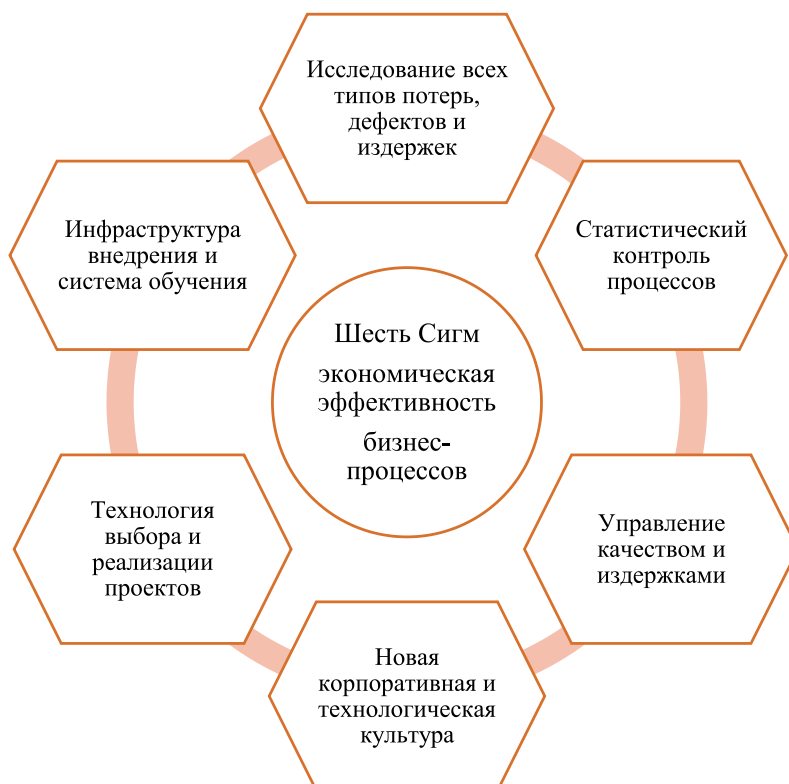 Исследование всех
типов потерь,
дефектов и
издержек
Статистический
контроль
процессов
Управление
качеством и
издержками
Новая
корпоративная и
технологическая
культура
Технология
выбора и
реализации
проектов
Инфраструктура
внедрения и
система обучения
Шесть Сигм
экономическая
эффективность
бизнес-
процессов